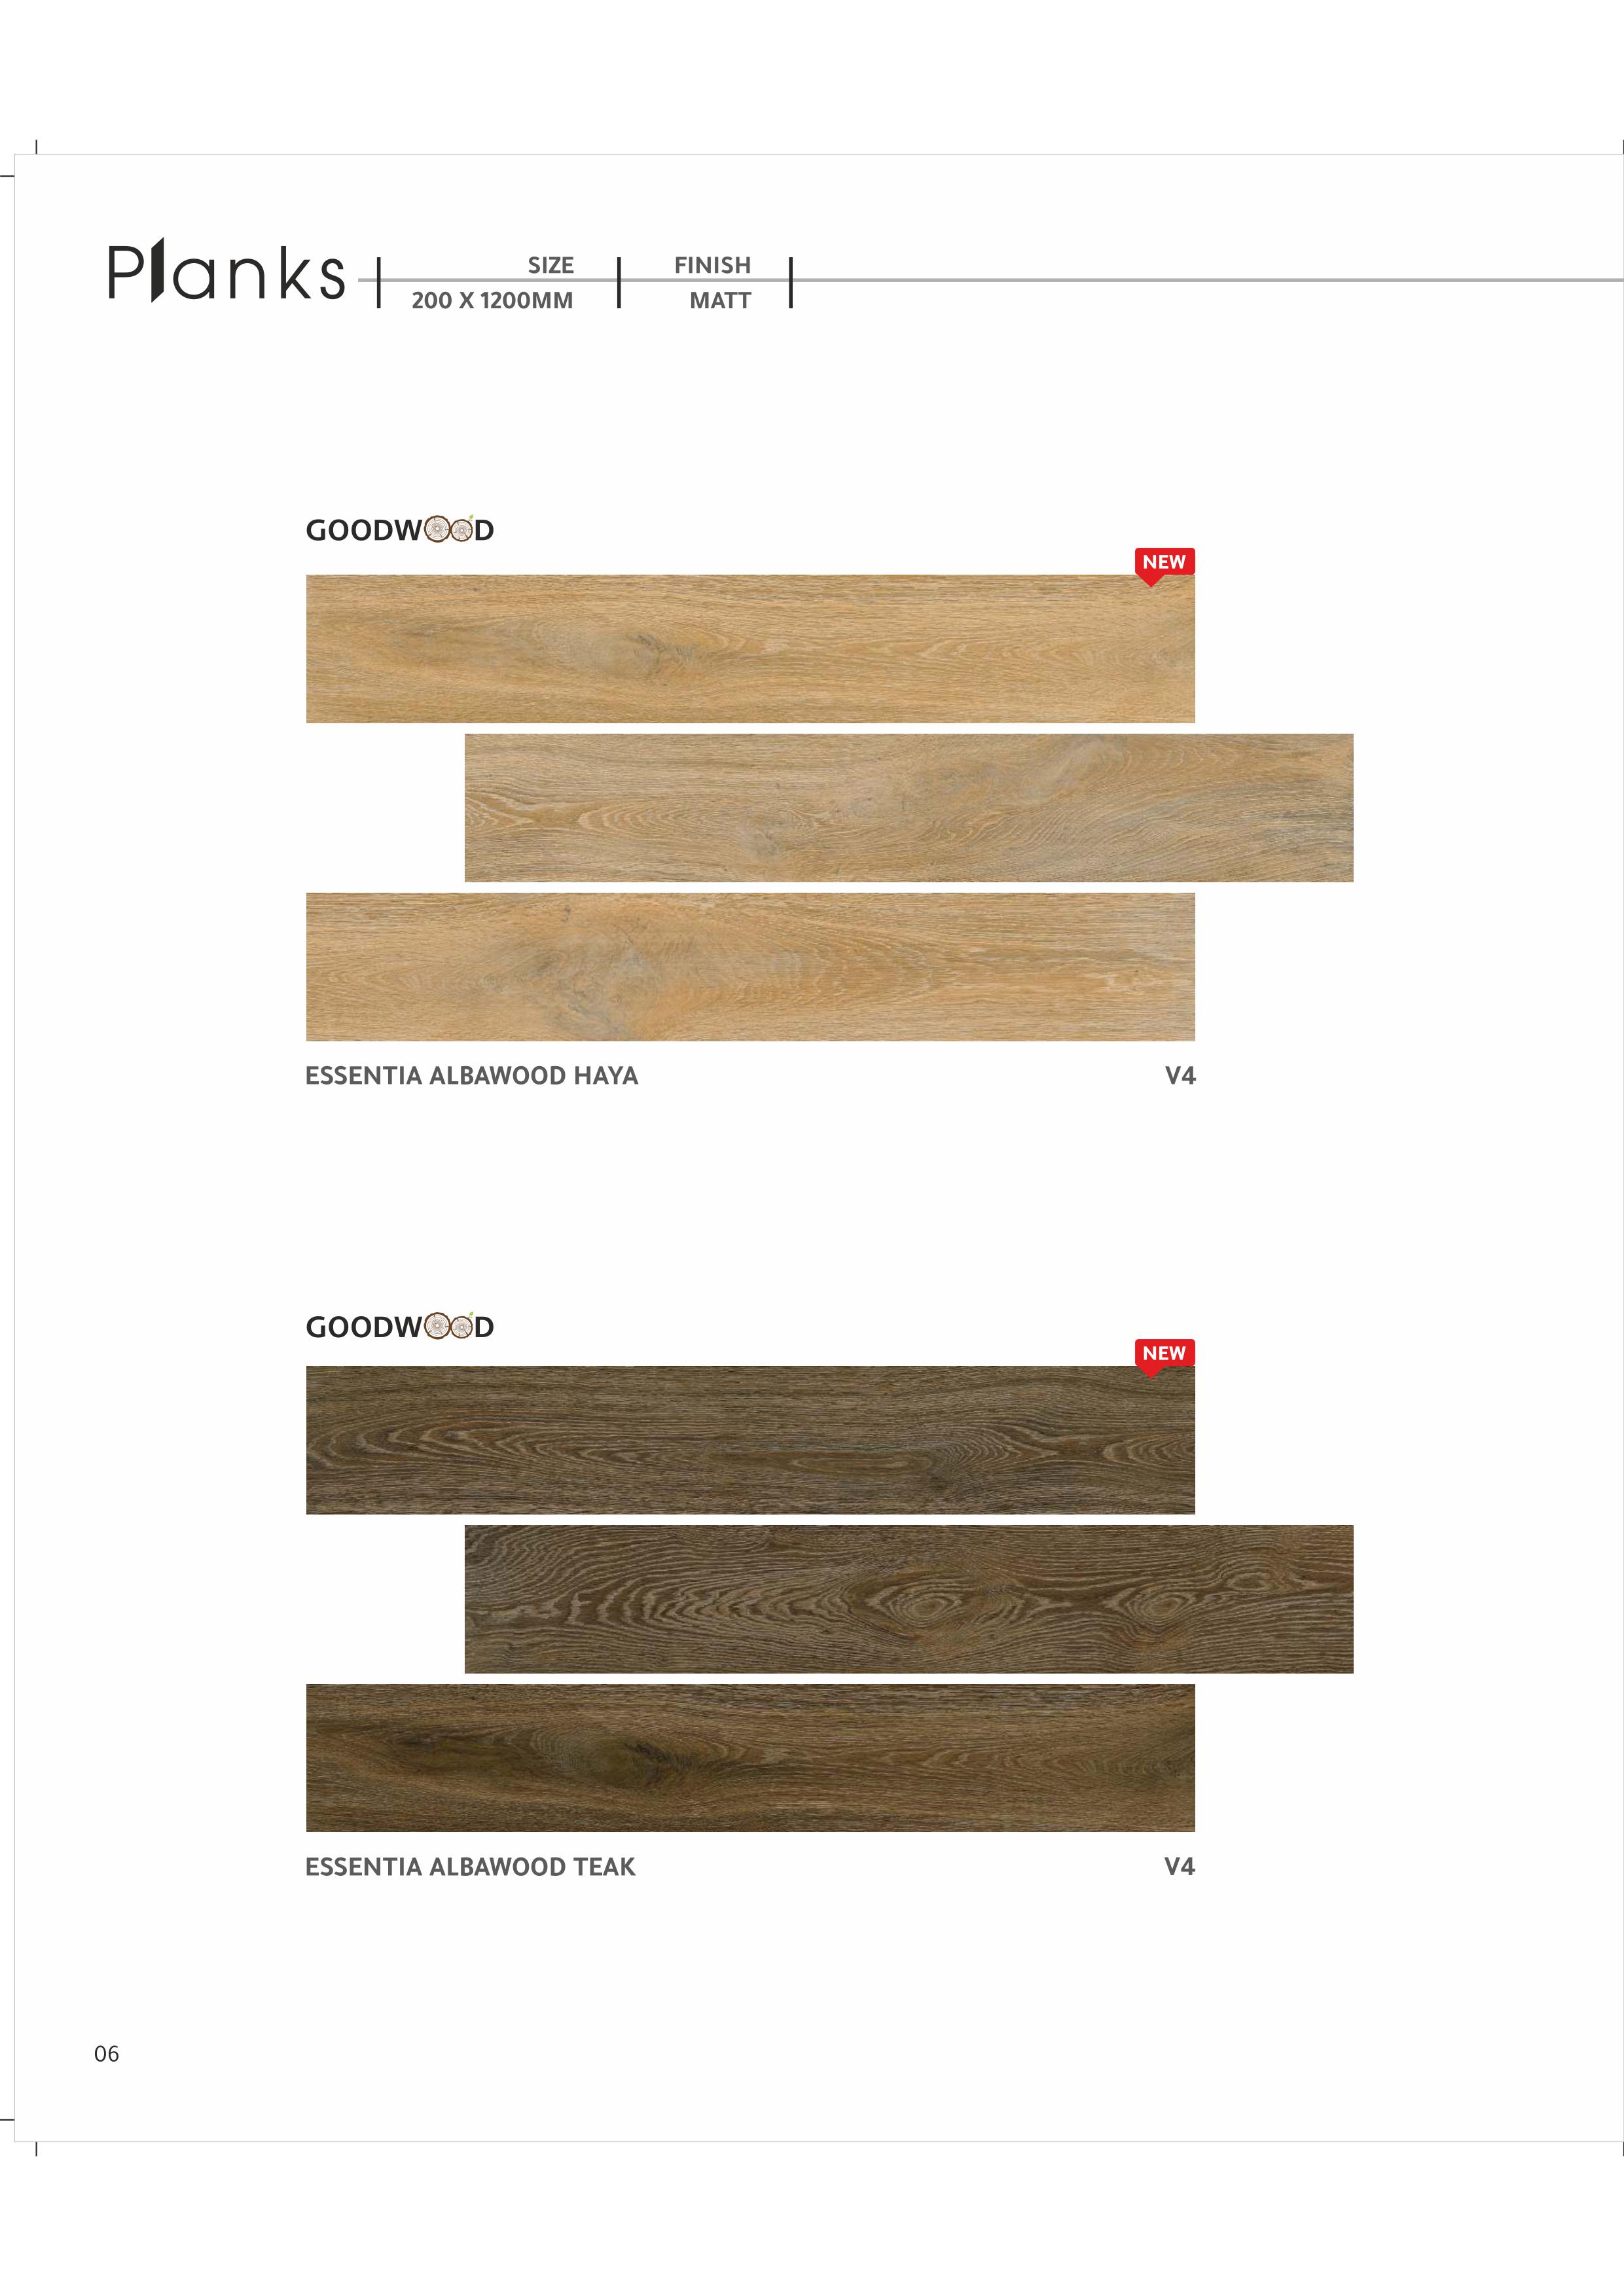 Planks
SIZE
200 X 1200MM
FINISH
MATT
GOODWOOD
NEW
ESSENTIA ALBAWOOD HAYA V4
GOODWOOD
NEW
ESSENTIA ALBAWOOD TEAK V4
06